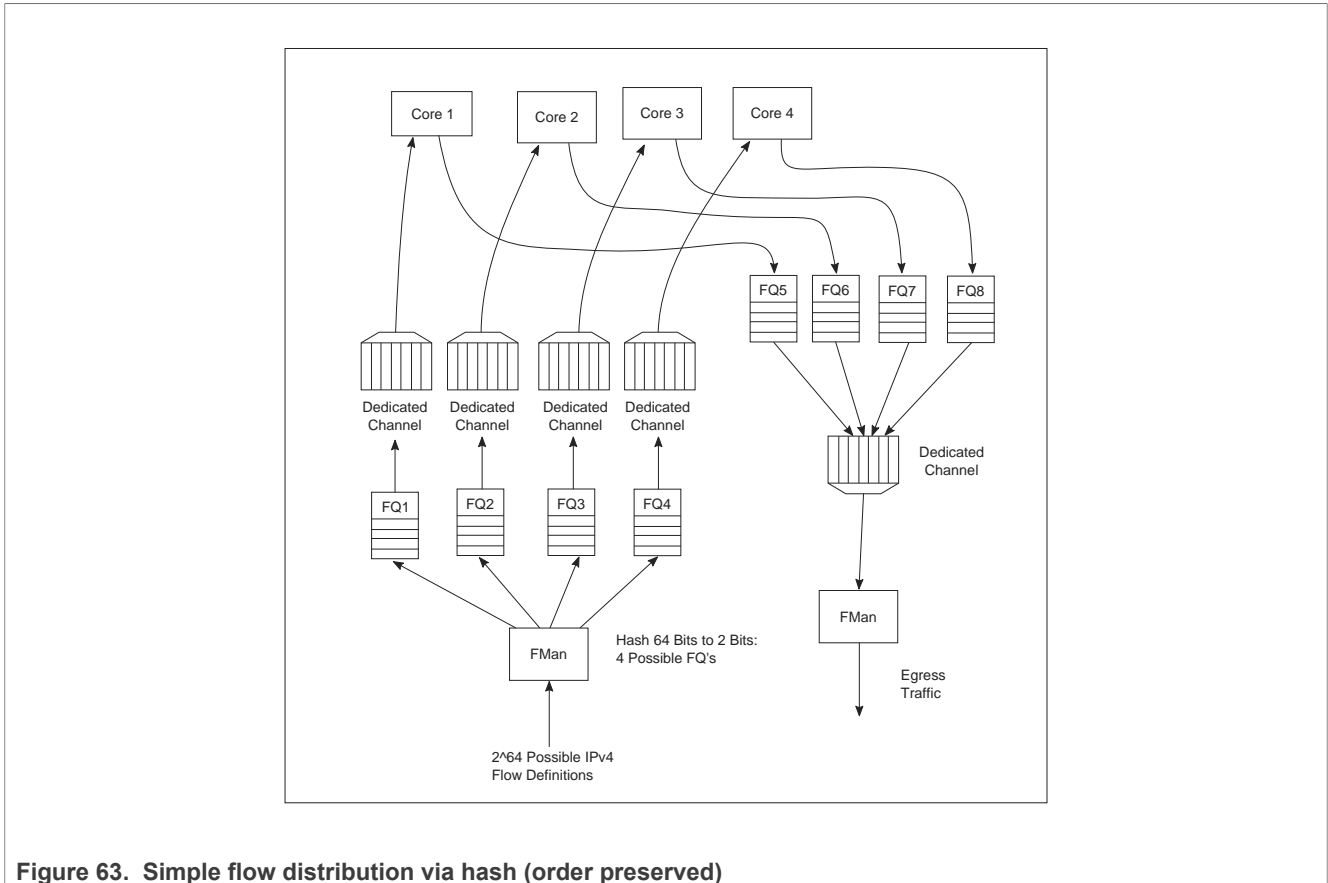 Core 1
Core 2
Core 3
Core 4
FQ5
FQ6
FQ7
FQ8
Dedicated
Channel
Dedicated
Channel
Dedicated
Channel
Dedicated
Channel
Dedicated
Channel
FQ1
FQ2
FQ3
FQ4
FMan
Hash 64 Bits to 2 Bits:
4 Possible FQ's
FMan
Egress
Traffic
2^64 Possible IPv4
Flow Definitions
Figure 63. Simple flow distribution via hash (order preserved)